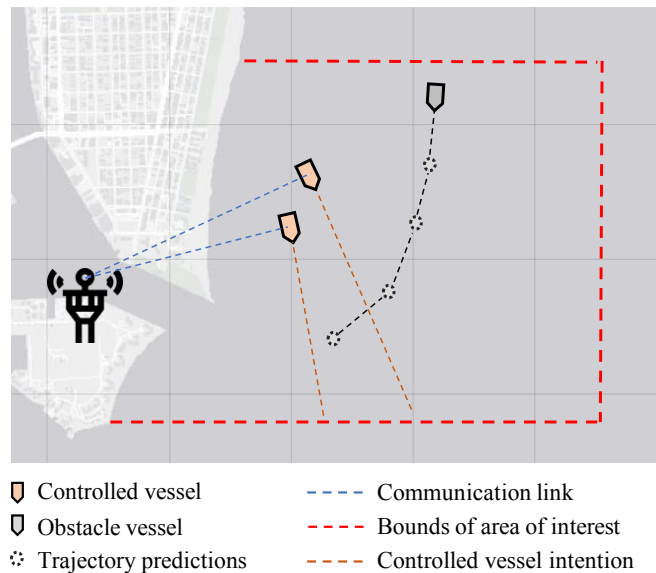 Controlled vessel
Communication link
Obstacle vessel
Bounds of area of interest
Trajectory predictions
Controlled vessel intention